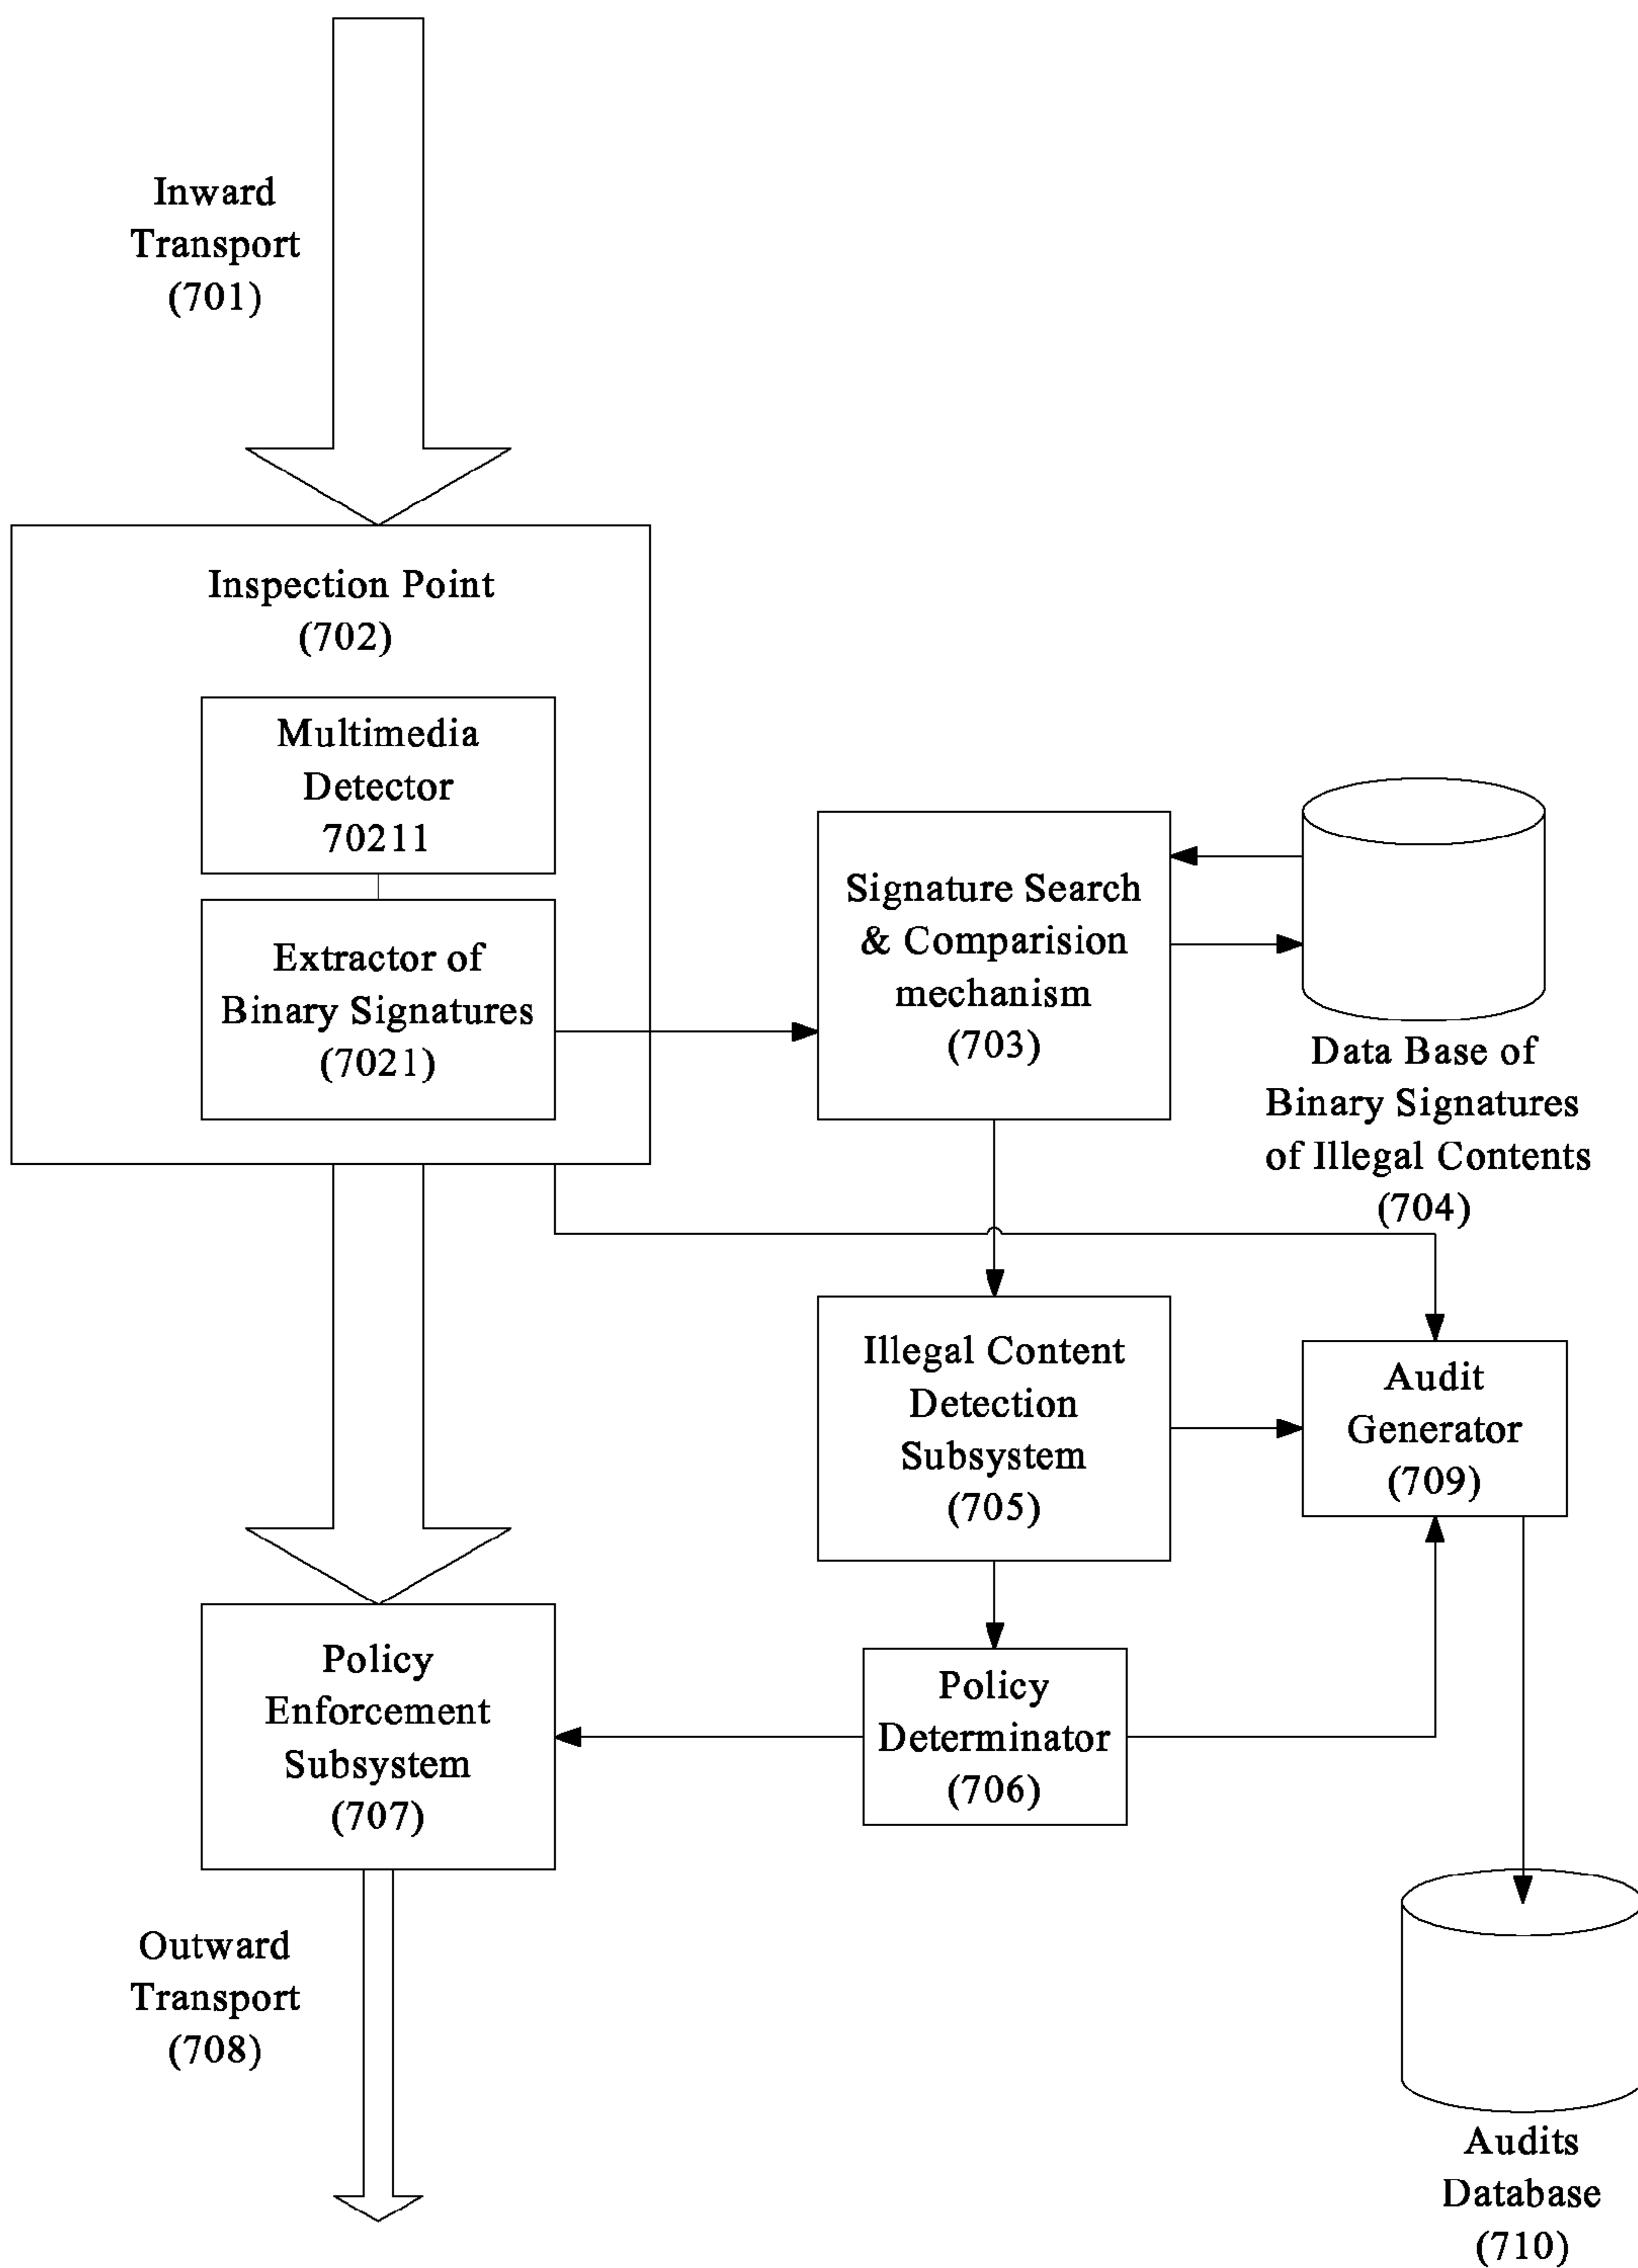 Inward
Transport
(701)
Inspection Point
(702)
Multimedia
Detector
70211
Extractor of
Binary Signatures
(7021)
Signature Search
& Comparision
mechanism
(703)
Data Base of
Binary Signatures
of Illegal Contents
(704)
Illegal Content
Detection
Subsystem
(705)
Audit
Generator
(709)
Policy
Enforcement
Subsystem
(707)
Policy
Determinator
(706)
Outward
Transport
(708)
Audits
Database
(710)